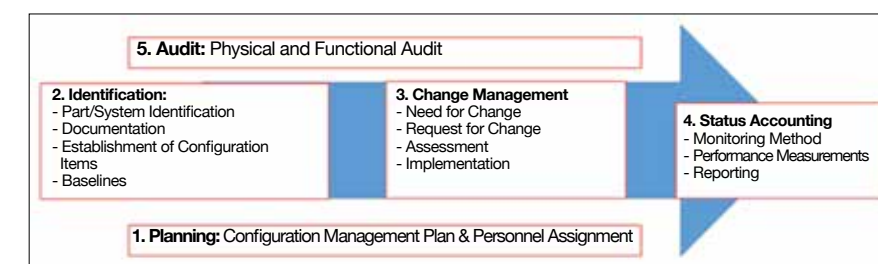 5. Audit: Physical and Functional Audit
2. Identification:
- Part/System Identification
- Documentation
- Establishment of Configuration
Items
- Baselines
3. Change Management
- Need for Change
- Request for Change
- Assessment
- Implementation
4. Status Accounting
- Monitoring Method
- Performance Measurements
- Reporting
1. Planning: Configuration Management Plan & Personnel Assignment